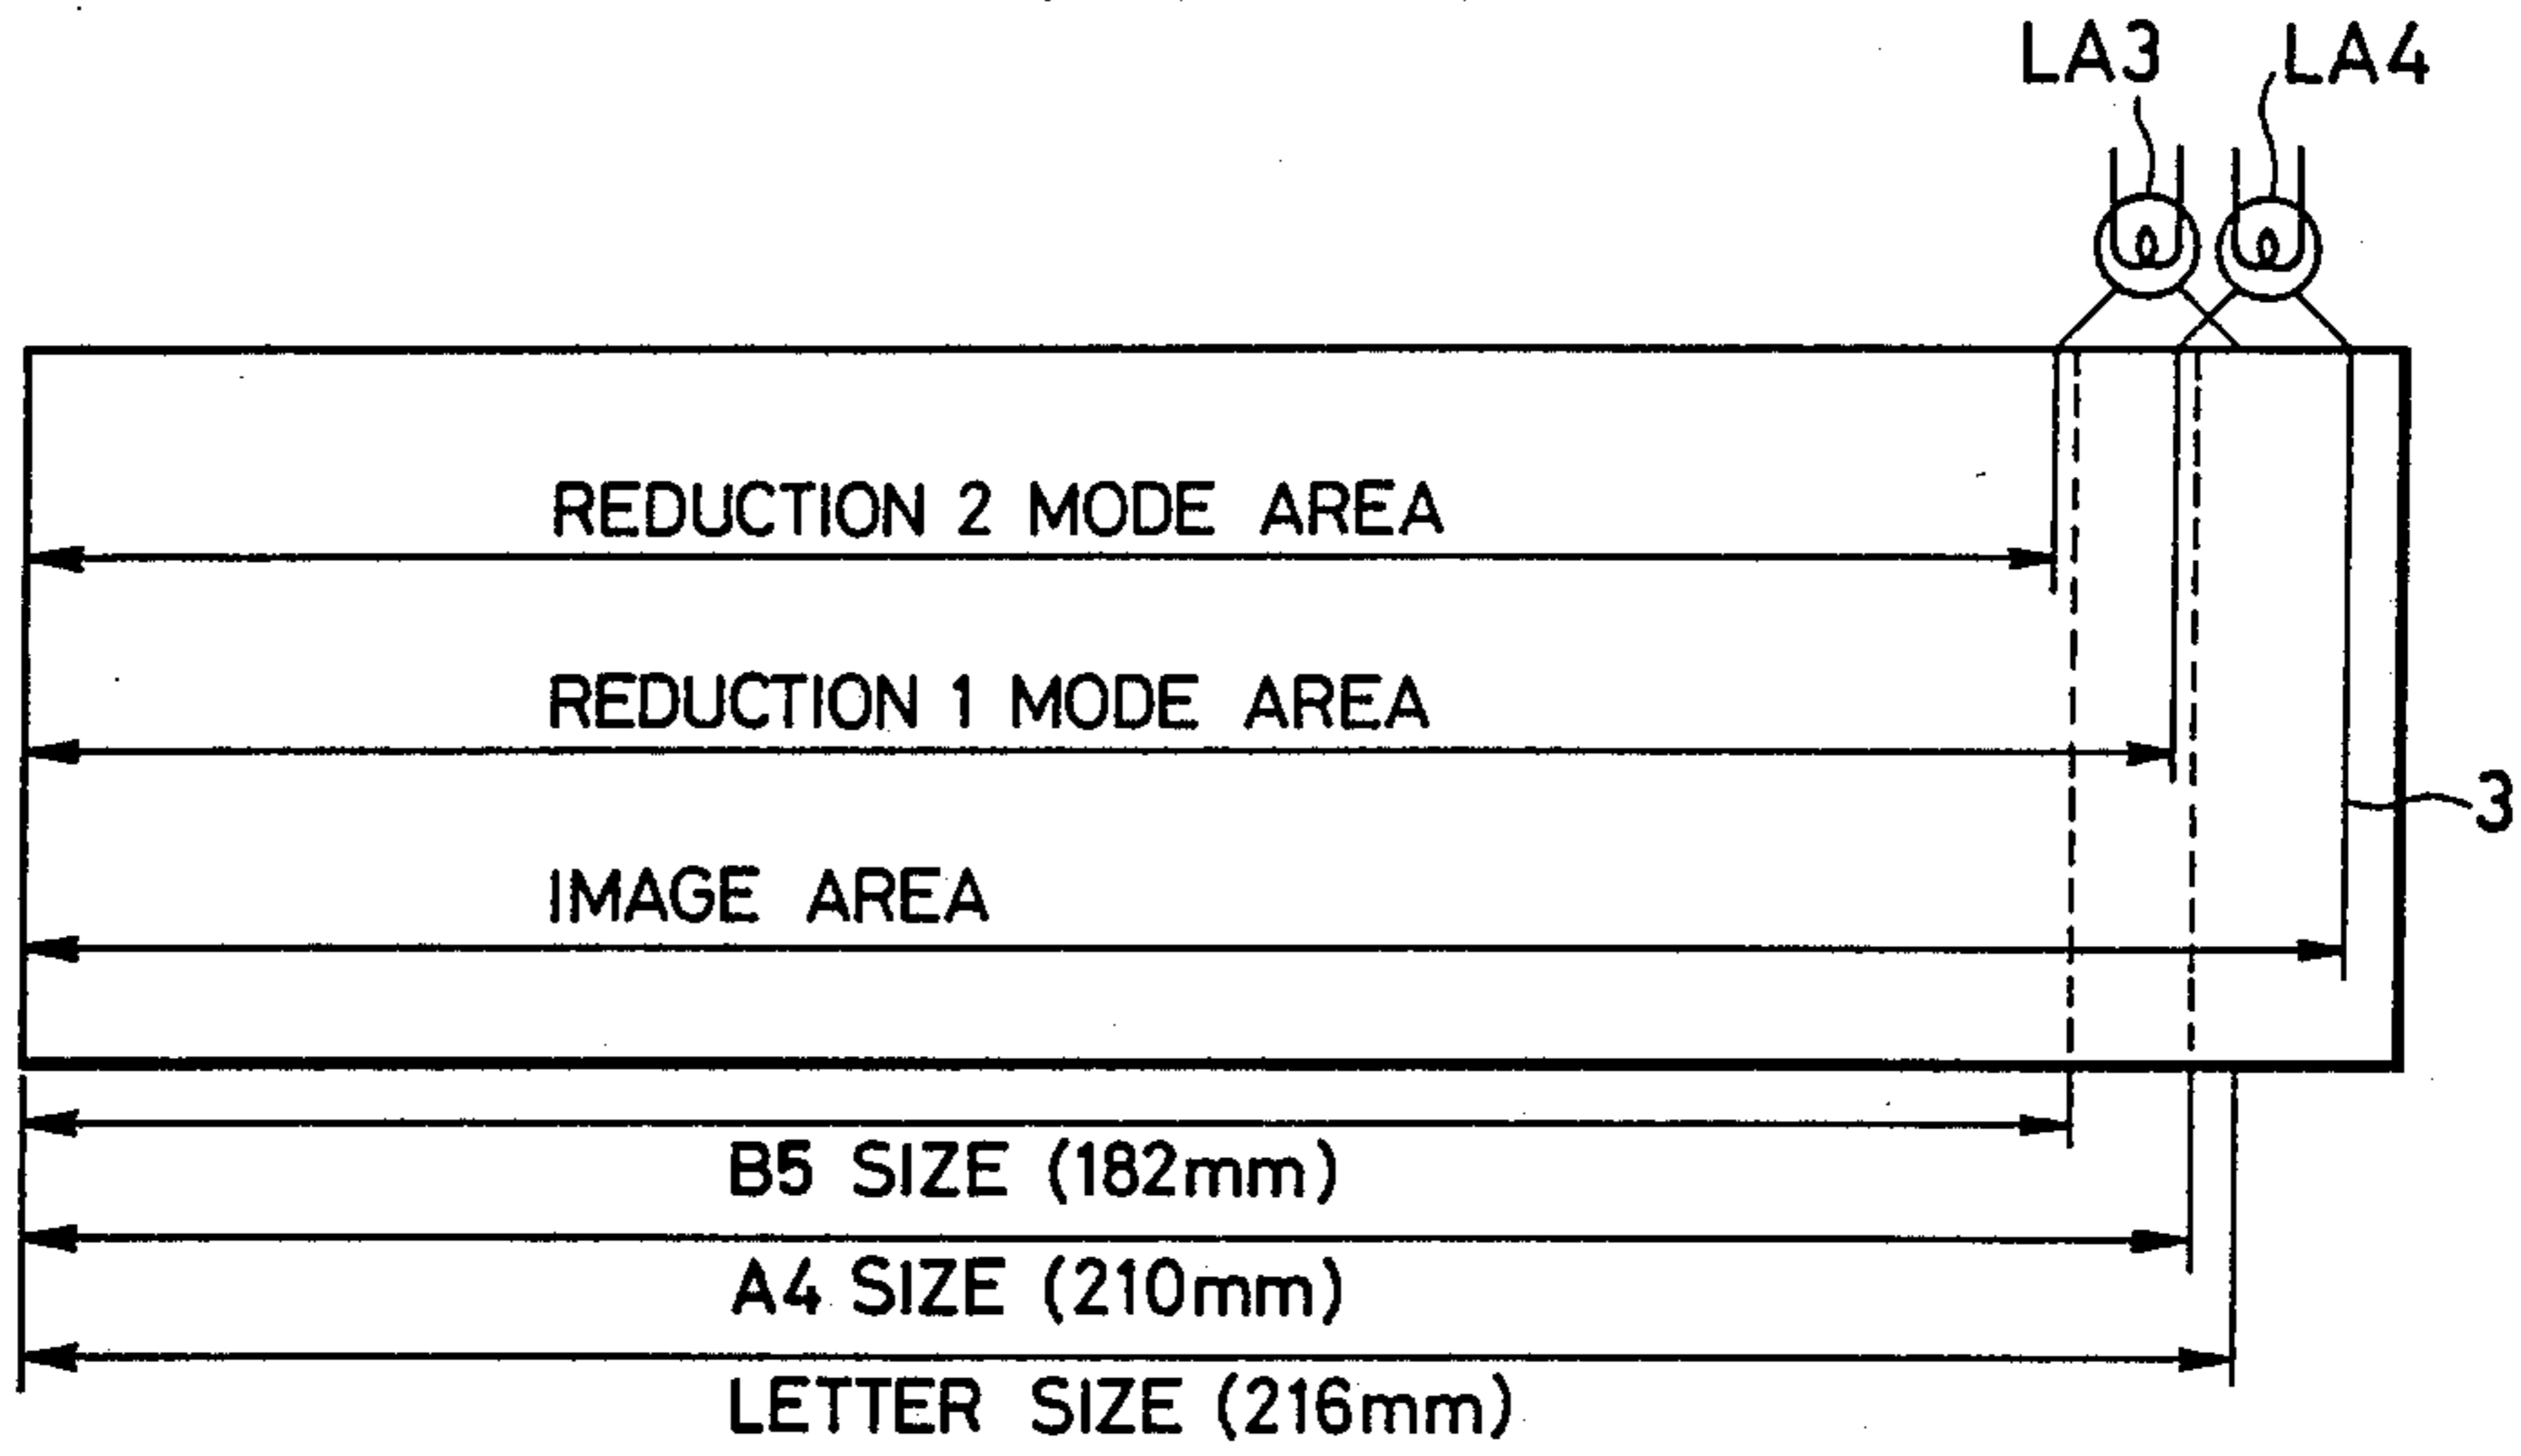 LA3 LA4
REDUCTION 2 MODE AREA
REDUCTION 1 MODE AREA
3
IMAGE AREA
B5 SIZE (182mm)
A4 SIZE (210mm)
LETTER SIZE (216mm)